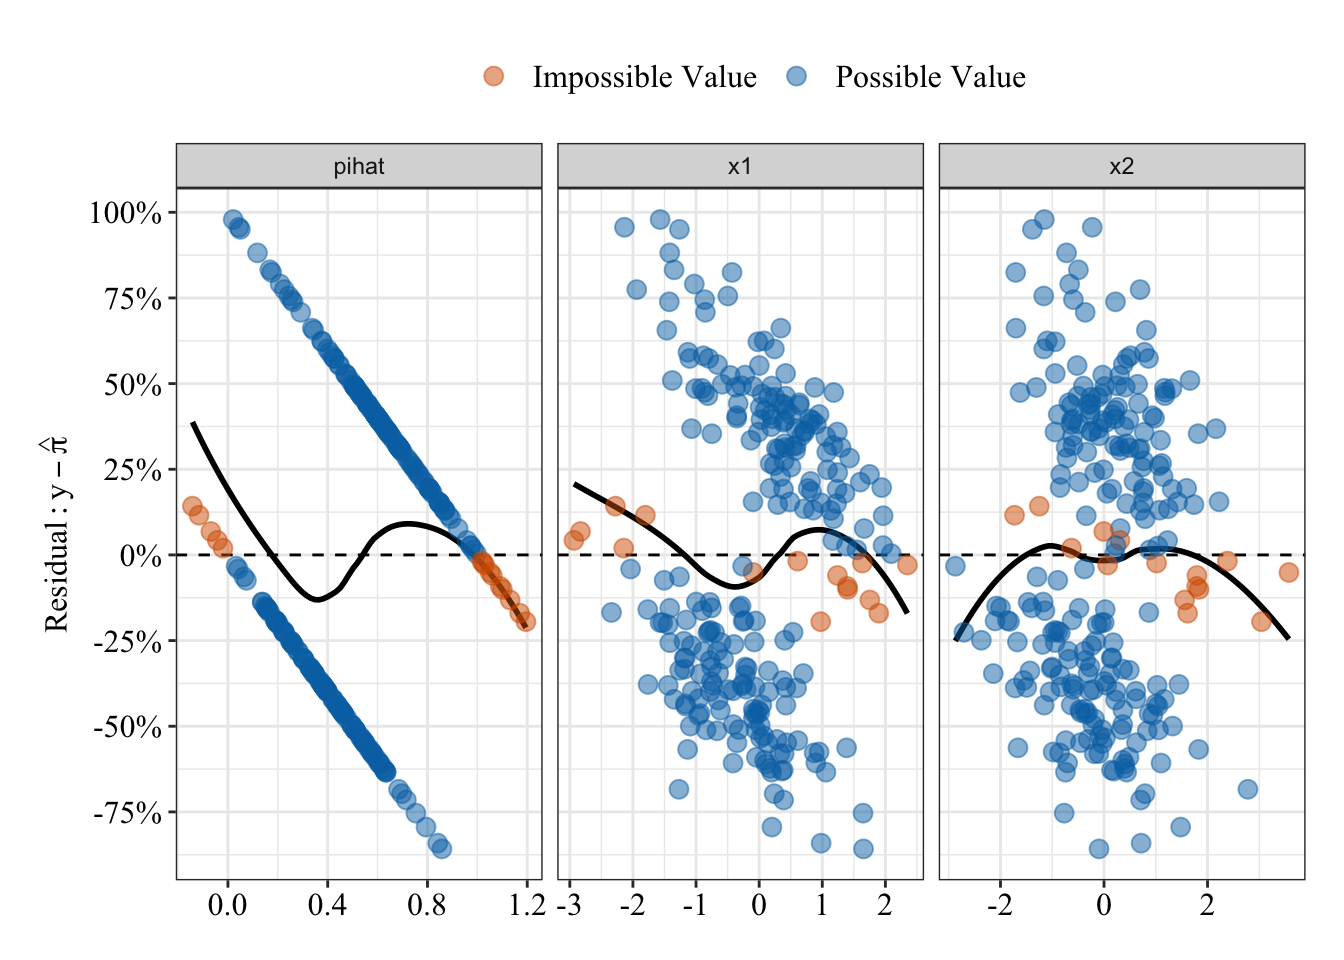 Impossible Value Possible Value
pihat x1 x2
Residual : y − π̂
100%
75%
50%
25%
0%
-25%
-50%
-75%
0.0 0.4 0.8 1.2 -3 -2 -1 0 1 2 -2 0 2